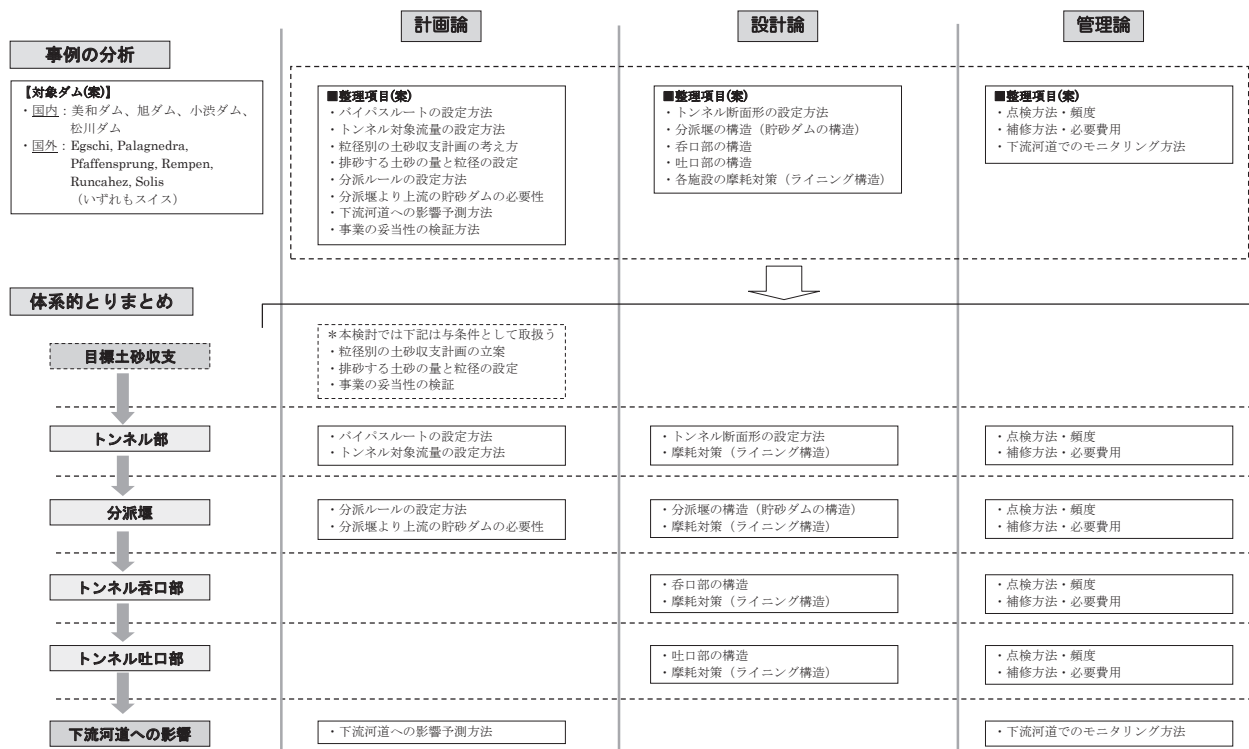 計画論
設計論
管理論
事例の分析
【対象ダム(案)】
・国内：美和ダム、旭ダム、小渋ダム、
松川ダム
・国外：Egschi, Palagnedra,
Pfaffensprung, Rempen,
Runcahez, Solis
（いずれもスイス）
■整理項目(案)
・バイパスルートの設定方法
・トンネル対象流量の設定方法
・粒径別の土砂収支計画の考え方
・排砂する土砂の量と粒径の設定
・分派ルールの設定方法
・分派堰より上流の貯砂ダムの必要性
・下流河道への影響予測方法
・事業の妥当性の検証方法
■整理項目(案)
・トンネル断面形の設定方法
・分派堰の構造（貯砂ダムの構造）
・呑口部の構造
・吐口部の構造
・各施設の摩耗対策（ライニング構造）
■整理項目(案)
・点検方法・頻度
・補修方法・必要費用
・下流河道でのモニタリング方法
体系的とりまとめ
目標土砂収支
＊本検討では下記は与条件として取扱う
・粒径別の土砂収支計画の立案
・排砂する土砂の量と粒径の設定
・事業の妥当性の検証
トンネル部
・バイパスルートの設定方法
・トンネル対象流量の設定方法
・トンネル断面形の設定方法
・摩耗対策（ライニング構造）
・点検方法・頻度
・補修方法・必要費用
分派堰
・分派ルールの設定方法
・分派堰より上流の貯砂ダムの必要性
・分派堰の構造（貯砂ダムの構造）
・摩耗対策（ライニング構造）
・点検方法・頻度
・補修方法・必要費用
トンネル呑口部
・呑口部の構造
・摩耗対策（ライニング構造）
・点検方法・頻度
・補修方法・必要費用
トンネル吐口部
・吐口部の構造
・摩耗対策（ライニング構造）
・点検方法・頻度
・補修方法・必要費用
下流河道への影響
・下流河道への影響予測方法
・下流河道でのモニタリング方法